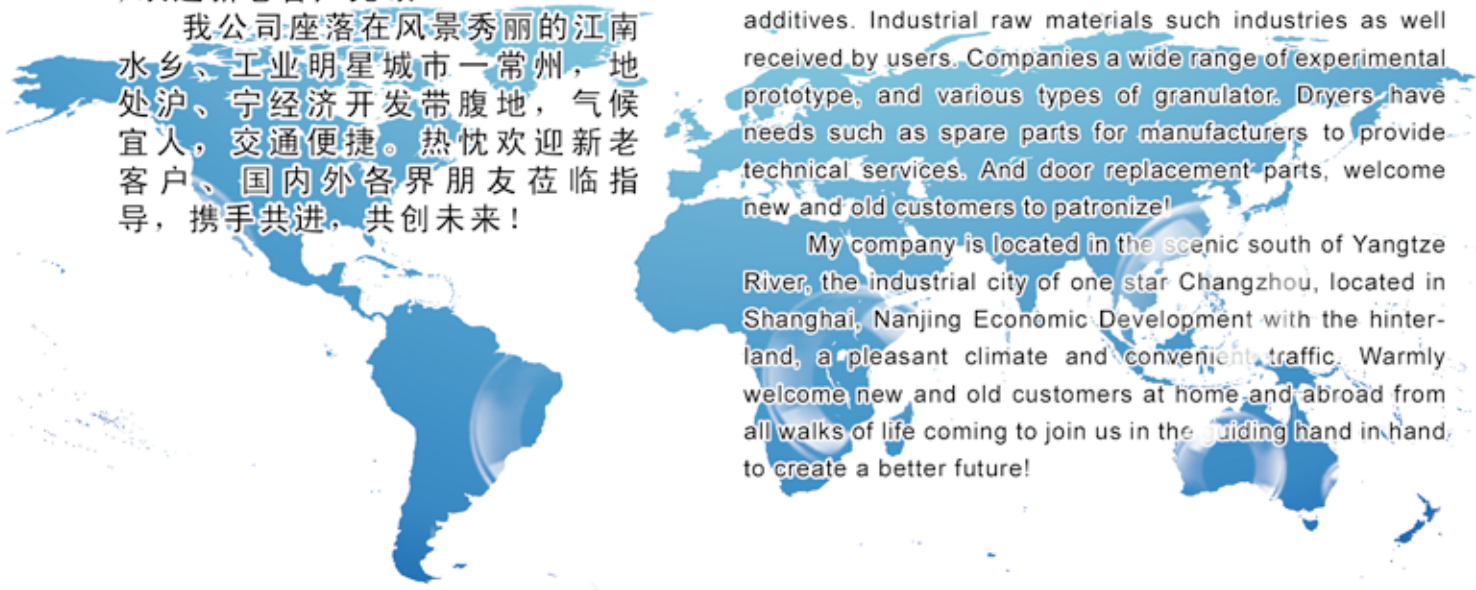 我公司座落在风景秀丽的江南
水乡、工业明星城市一常州，地
处沪、宁经济开发带腹地，气候
宜人，交通便捷。热忱欢迎新老
客户、国内外各界朋友莅临指
导，携手共进，共创未来！
additives. Industrial raw materials such industries as well
received by users. Companies a wide range of experimental
prototype, and various types of granulator. Dryers have
needs such as spare parts for manufacturers to provide
technical services. And door replacement parts, welcome
new and old customers to patronize!
My company is located in the scenic south of Yangtze
River, the industrial city of one star Changzhou, located in
Shanghai, Nanjing Economic Development with the hinter-
land, a pleasant climate and convenient traffic. Warmly
welcome new and old customers at home and abroad from
all walks of life coming to join us in the guiding hand in hand
to create a better future!